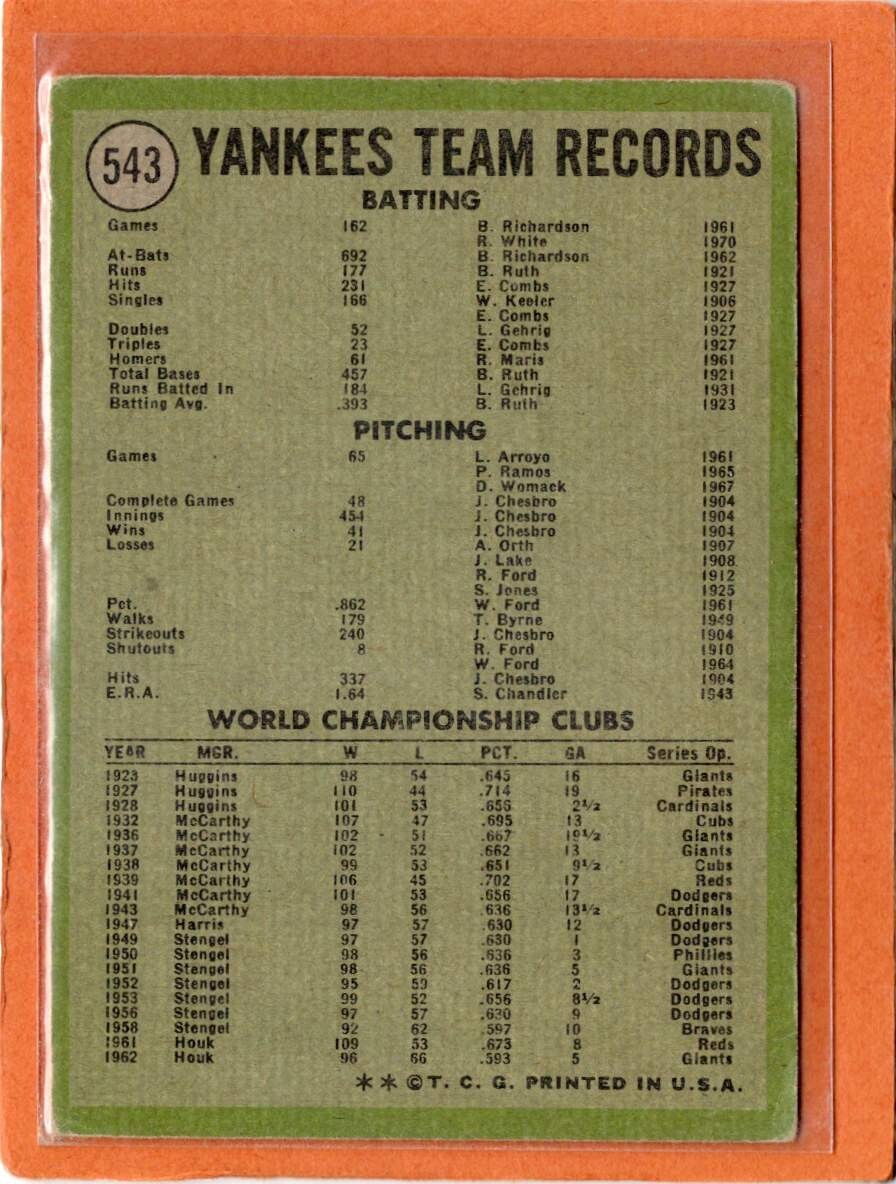 543 YANKEES TEAM RECORDS
BATTING
Games 162 B. Richardson 1961
R. White 1970
At-Bats 692 B. Richardson 1962
Runs 177 B. Ruth 1921
Hits 231 E. Combs 1927
Singles 166 W. Keeler 1906
E. Combs 1927
Doubles 52 L. Gehrig 1927
Triples 23 E. Combs 1927
Homers 61 R. Maris 1961
Total Bases 457 B. Ruth 1921
Runs Batted In 184 L. Gehrig 1931
Batting Avg. .393 B. Ruth 1923
PITCHING
Games 65 L. Arroyo 1961
P. Ramos 1965
D. Womack 1967
Complete Games 48 J. Chesbro 1904
Innings 454 J. Chesbro 1904
Wins 41 J. Chesbro 1904
Losses 21 A. Orth 1907
J. Lake 1908
R. Ford 1912
S. Jones 1925
Pct. .862 W. Ford 1961
Walks 179 T. Byrne 1949
Strikeouts 240 J. Chesbro 1904
Shutouts 8 R. Ford 1910
W. Ford 1964
Hits 337 J. Chesbro 1904
E.R.A. 1.64 S. Chandler 1943
WORLD CHAMPIONSHIP CLUBS
YEAR MGR. W L PCT. GA Series Op.
1923 Huggins 98 54 .645 16 Giants
1927 Huggins 110 44 .714 19 Pirates
1928 Huggins 101 53 .656 2½ Cardinals
1932 McCarthy 107 47 .695 13 Cubs
1936 McCarthy 102 51 .667 19½ Giants
1937 McCarthy 102 52 .662 13 Giants
1938 McCarthy 99 53 .651 9½ Cubs
1939 McCarthy 106 45 .702 17 Reds
1941 McCarthy 101 53 .656 17 Dodgers
1943 McCarthy 98 56 .636 13½ Cardinals
1947 Harris 97 57 .630 12 Dodgers
1949 Stengel 97 57 .630 1 Dodgers
1950 Stengel 98 56 .636 3 Phillies
1951 Stengel 98 56 .636 5 Giants
1952 Stengel 95 59 .617 2 Dodgers
1953 Stengel 99 52 .656 8½ Dodgers
1956 Stengel 97 57 .630 9 Dodgers
1958 Stengel 92 62 .597 10 Braves
1961 Houk 109 53 .673 8 Reds
1962 Houk 96 66 .593 5 Giants
** ©T. C. G. PRINTED IN U.S.A.